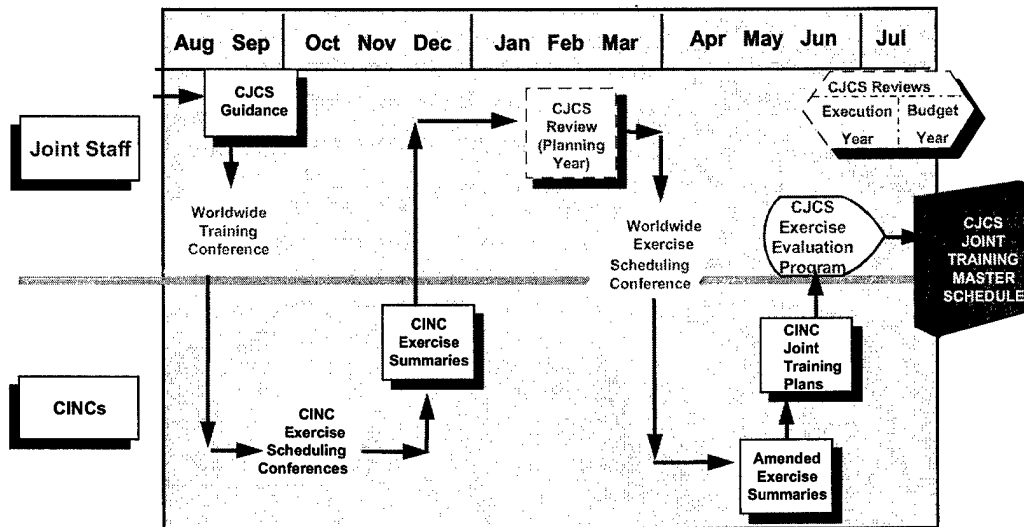 Aug Sep Oct Nov Dec Jan Feb Mar Apr May Jun Jul
Joint Staff
CJCS
Guidance
Worldwide
Training
Conference
CINC
Exercise
Scheduling
Conferences
CINC
Exercise
Summaries
CJCS
Review
(Planning
Year)
Worldwide
Exercise
Scheduling
Conference
Amended
Exercise
Summaries
CINC
Joint
Training
Plans
CJCS
Exercise
Evaluation
Program
CJCS Reviews
Execution Budget
Year Year
CJCS
JOINT
TRAINING
MASTER
SCHEDULE
CINCs